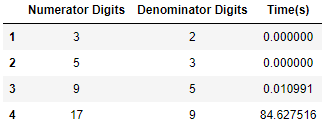 Numerator Digits Denominator Digits Time(s)
1 3 2 0.000000
2 5 3 0.000000
3 9 5 0.010991
4 17 9 84.627516